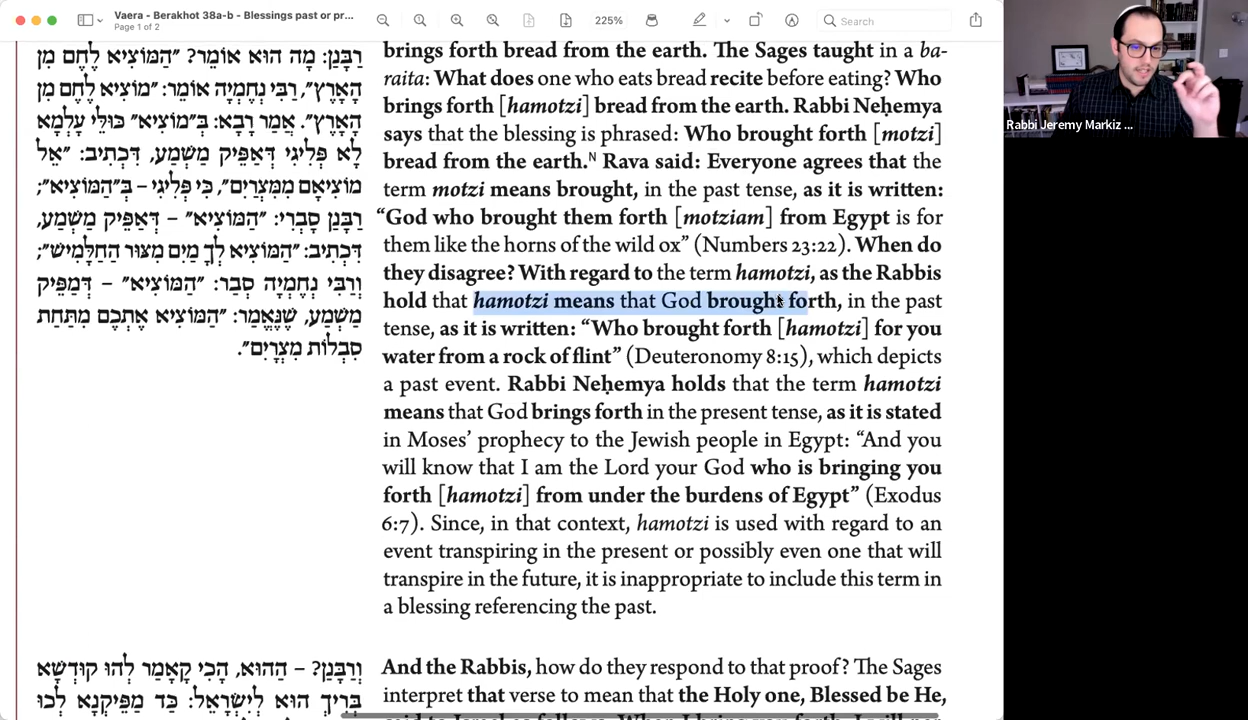 Vaera - Berakhot 38a-b - Blessings past or pr...
Page 1 of 2
225%
Search
Rabbi Jeremy Markiz ...
רַבָּנַן: מָה הוּא אוֹמֵר? ״הַמּוֹצִיא לֶחֶם מִן
הָאָרֶץ״, רַבִּי נְחֶמְיָה אוֹמֵר: ״מוֹצִיא לֶחֶם מִן
הָאָרֶץ״. אָמַר רָבָא: בְּ״מוֹצִיא״ כּוּלֵּי עָלְמָא
לָא פְּלִיגִי דְּאַפֵּיק מַשְׁמַע, דִּכְתִיב: ״אֵל
מוֹצִיאָם מִמִּצְרַיִם״, כִּי פְּלִיגִי – בְּ״הַמּוֹצִיא״;
רַבָּנַן סָבְרִי: ״הַמּוֹצִיא״ – דְּאַפֵּיק מַשְׁמַע,
דִּכְתִיב: ״הַמּוֹצִיא לְךָ מַיִם מִצּוּר הַחַלָּמִישׁ״;
וְרַבִּי נְחֶמְיָה סָבַר: ״הַמּוֹצִיא״ – דְּמַפֵּיק
מַשְׁמַע, שֶׁנֶּאֱמַר: ״הַמּוֹצִיא אֶתְכֶם מִתַּחַת
סִבְלוֹת מִצְרַיִם״.
brings forth bread from the earth. The Sages taught in a ba-
raita: What does one who eats bread recite before eating? Who
brings forth [hamotzi] bread from the earth. Rabbi Neḥemya
says that the blessing is phrased: Who brought forth [motzi]
bread from the earth.ᴺ Rava said: Everyone agrees that the
term motzi means brought, in the past tense, as it is written:
“God who brought them forth [motziam] from Egypt is for
them like the horns of the wild ox” (Numbers 23:22). When do
they disagree? With regard to the term hamotzi, as the Rabbis
hold that hamotzi means that God brought forth, in the past
tense, as it is written: “Who brought forth [hamotzi] for you
water from a rock of flint” (Deuteronomy 8:15), which depicts
a past event. Rabbi Neḥemya holds that the term hamotzi
means that God brings forth in the present tense, as it is stated
in Moses’ prophecy to the Jewish people in Egypt: “And you
will know that I am the Lord your God who is bringing you
forth [hamotzi] from under the burdens of Egypt” (Exodus
6:7). Since, in that context, hamotzi is used with regard to an
event transpiring in the present or possibly even one that will
transpire in the future, it is inappropriate to include this term in
a blessing referencing the past.
וְרַבָּנַן? – הַהוּא, הָכִי קָאָמַר לְהוּ קוּדְשָׁא
בְּרִיךְ הוּא לְיִשְׂרָאֵל: כַּד מַפֵּיקְנָא לְכוּ
And the Rabbis, how do they respond to that proof? The Sages
interpret that verse to mean that the Holy one, Blessed be He,